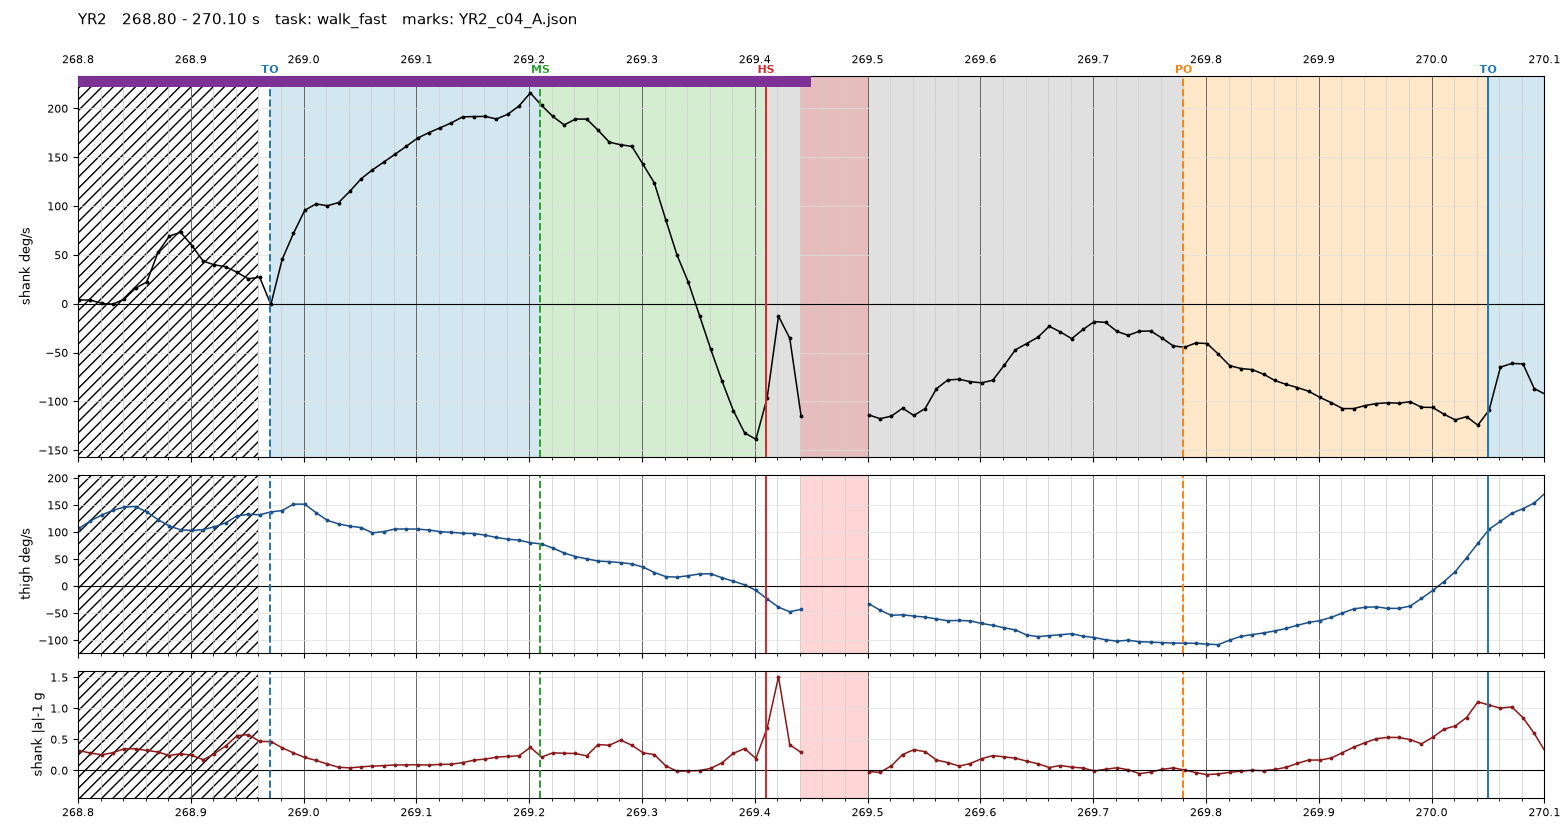 YR2 268.80 - 270.10 s task: walk_fast marks: YR2_c04_A.json
268.8 268.9 269.0 269.1 269.2 269.3 269.4 269.5 269.6 269.7 269.8 269.9 270.0 270.1
TO MS HS PO TO
200
150
100
50
0
−50
−100
−150
shank deg/s
200
150
100
50
0
−50
−100
thigh deg/s
1.5
1.0
0.5
0.0
shank |a|-1 g
268.8 268.9 269.0 269.1 269.2 269.3 269.4 269.5 269.6 269.7 269.8 269.9 270.0 270.1